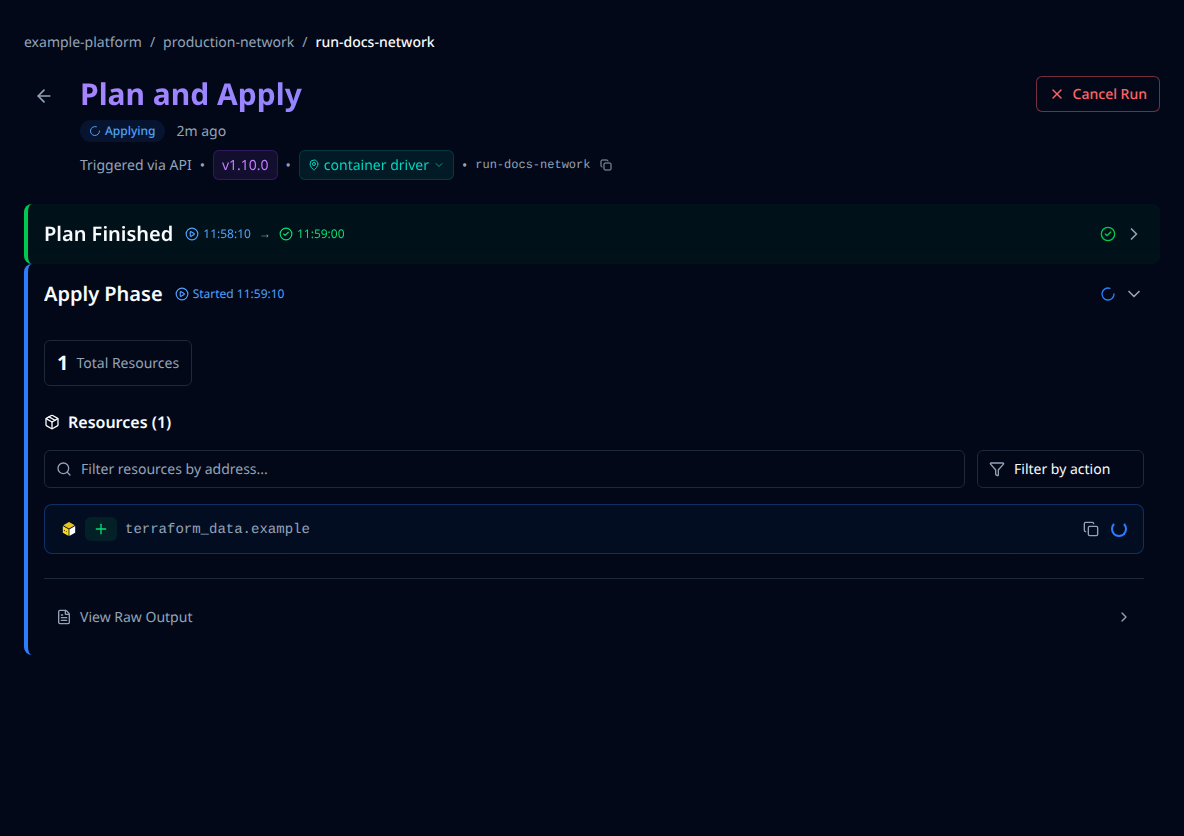 example-platform / production-network / run-docs-network
Plan and Apply
Cancel Run
Applying 2m ago
Triggered via API • v1.10.0 • container driver • run-docs-network
Plan Finished 11:58:10 → 11:59:00
Apply Phase Started 11:59:10
1 Total Resources
Resources (1)
Filter resources by address...
Filter by action
+ terraform_data.example
View Raw Output